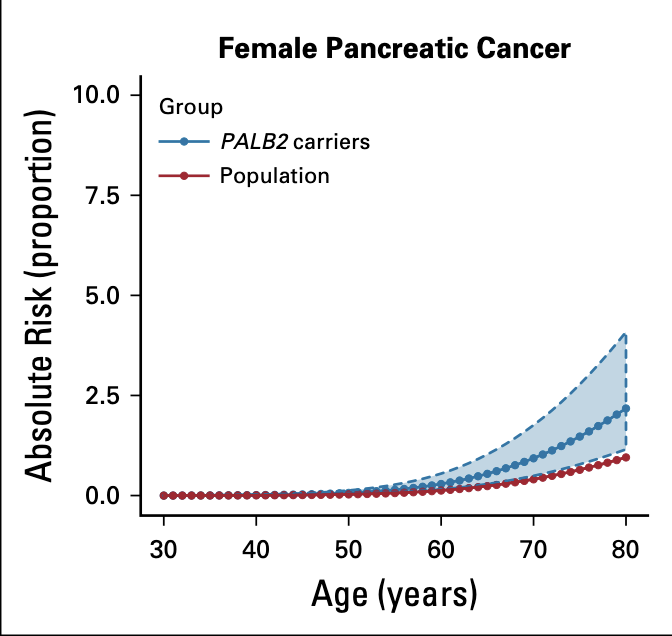 Female Pancreatic Cancer
Absolute Risk (proportion)
10.0
7.5
5.0
2.5
0.0
Group
PALB2 carriers
Population
30 40 50 60 70 80
Age (years)